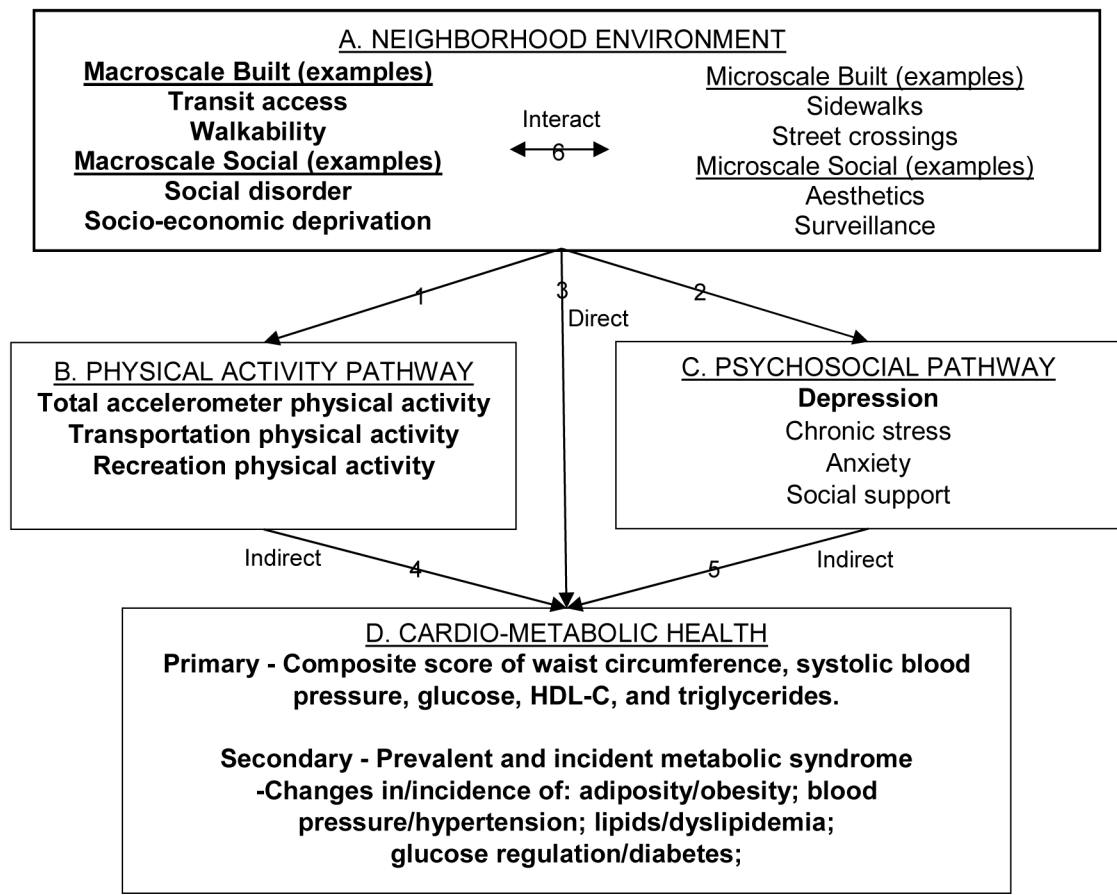 A. NEIGHBORHOOD ENVIRONMENT
Macroscale Built (examples)
Transit access
Walkability
Macroscale Social (examples)
Social disorder
Socio-economic deprivation
Interact
6
Microscale Built (examples)
Sidewalks
Street crossings
Microscale Social (examples)
Aesthetics
Surveillance
1
3
2
Direct
B. PHYSICAL ACTIVITY PATHWAY
Total accelerometer physical activity
Transportation physical activity
Recreation physical activity
C. PSYCHOSOCIAL PATHWAY
Depression
Chronic stress
Anxiety
Social support
Indirect
4
5
Indirect
D. CARDIO-METABOLIC HEALTH
Primary - Composite score of waist circumference, systolic blood
pressure, glucose, HDL-C, and triglycerides.
Secondary - Prevalent and incident metabolic syndrome
-Changes in/incidence of: adiposity/obesity; blood
pressure/hypertension; lipids/dyslipidemia;
glucose regulation/diabetes;